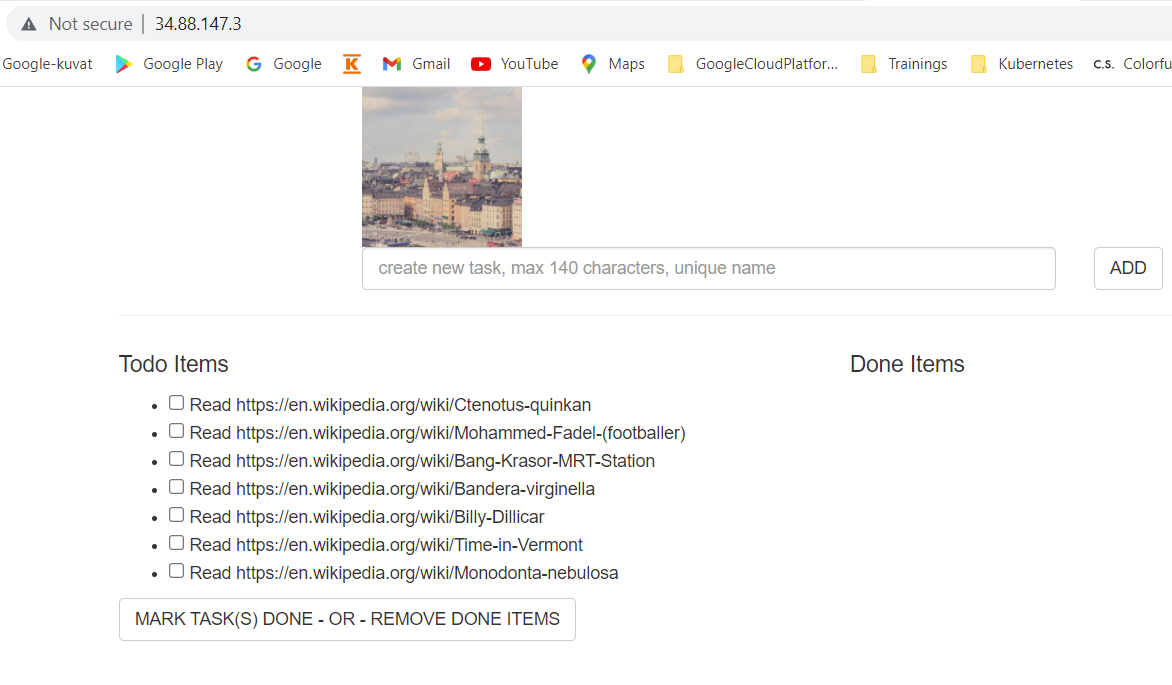 Not secure | 34.88.147.3
Google-kuvat Google Play Google K Gmail YouTube Maps GoogleCloudPlatfor... Trainings Kubernetes c.s. Colorfu
create new task, max 140 characters, unique name ADD
Todo Items Done Items
Read https://en.wikipedia.org/wiki/Ctenotus-quinkan
Read https://en.wikipedia.org/wiki/Mohammed-Fadel-(footballer)
Read https://en.wikipedia.org/wiki/Bang-Krasor-MRT-Station
Read https://en.wikipedia.org/wiki/Bandera-virginella
Read https://en.wikipedia.org/wiki/Billy-Dillicar
Read https://en.wikipedia.org/wiki/Time-in-Vermont
Read https://en.wikipedia.org/wiki/Monodonta-nebulosa
MARK TASK(S) DONE - OR - REMOVE DONE ITEMS